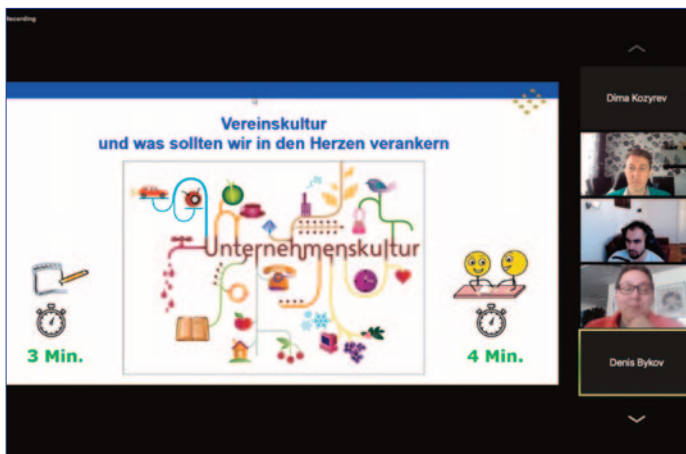 Recording
Vereinskultur
und was sollten wir in den Herzen verankern
Unternehmenskultur
3 Min.
4 Min.
Dima Kozyrev
Denis Bykov